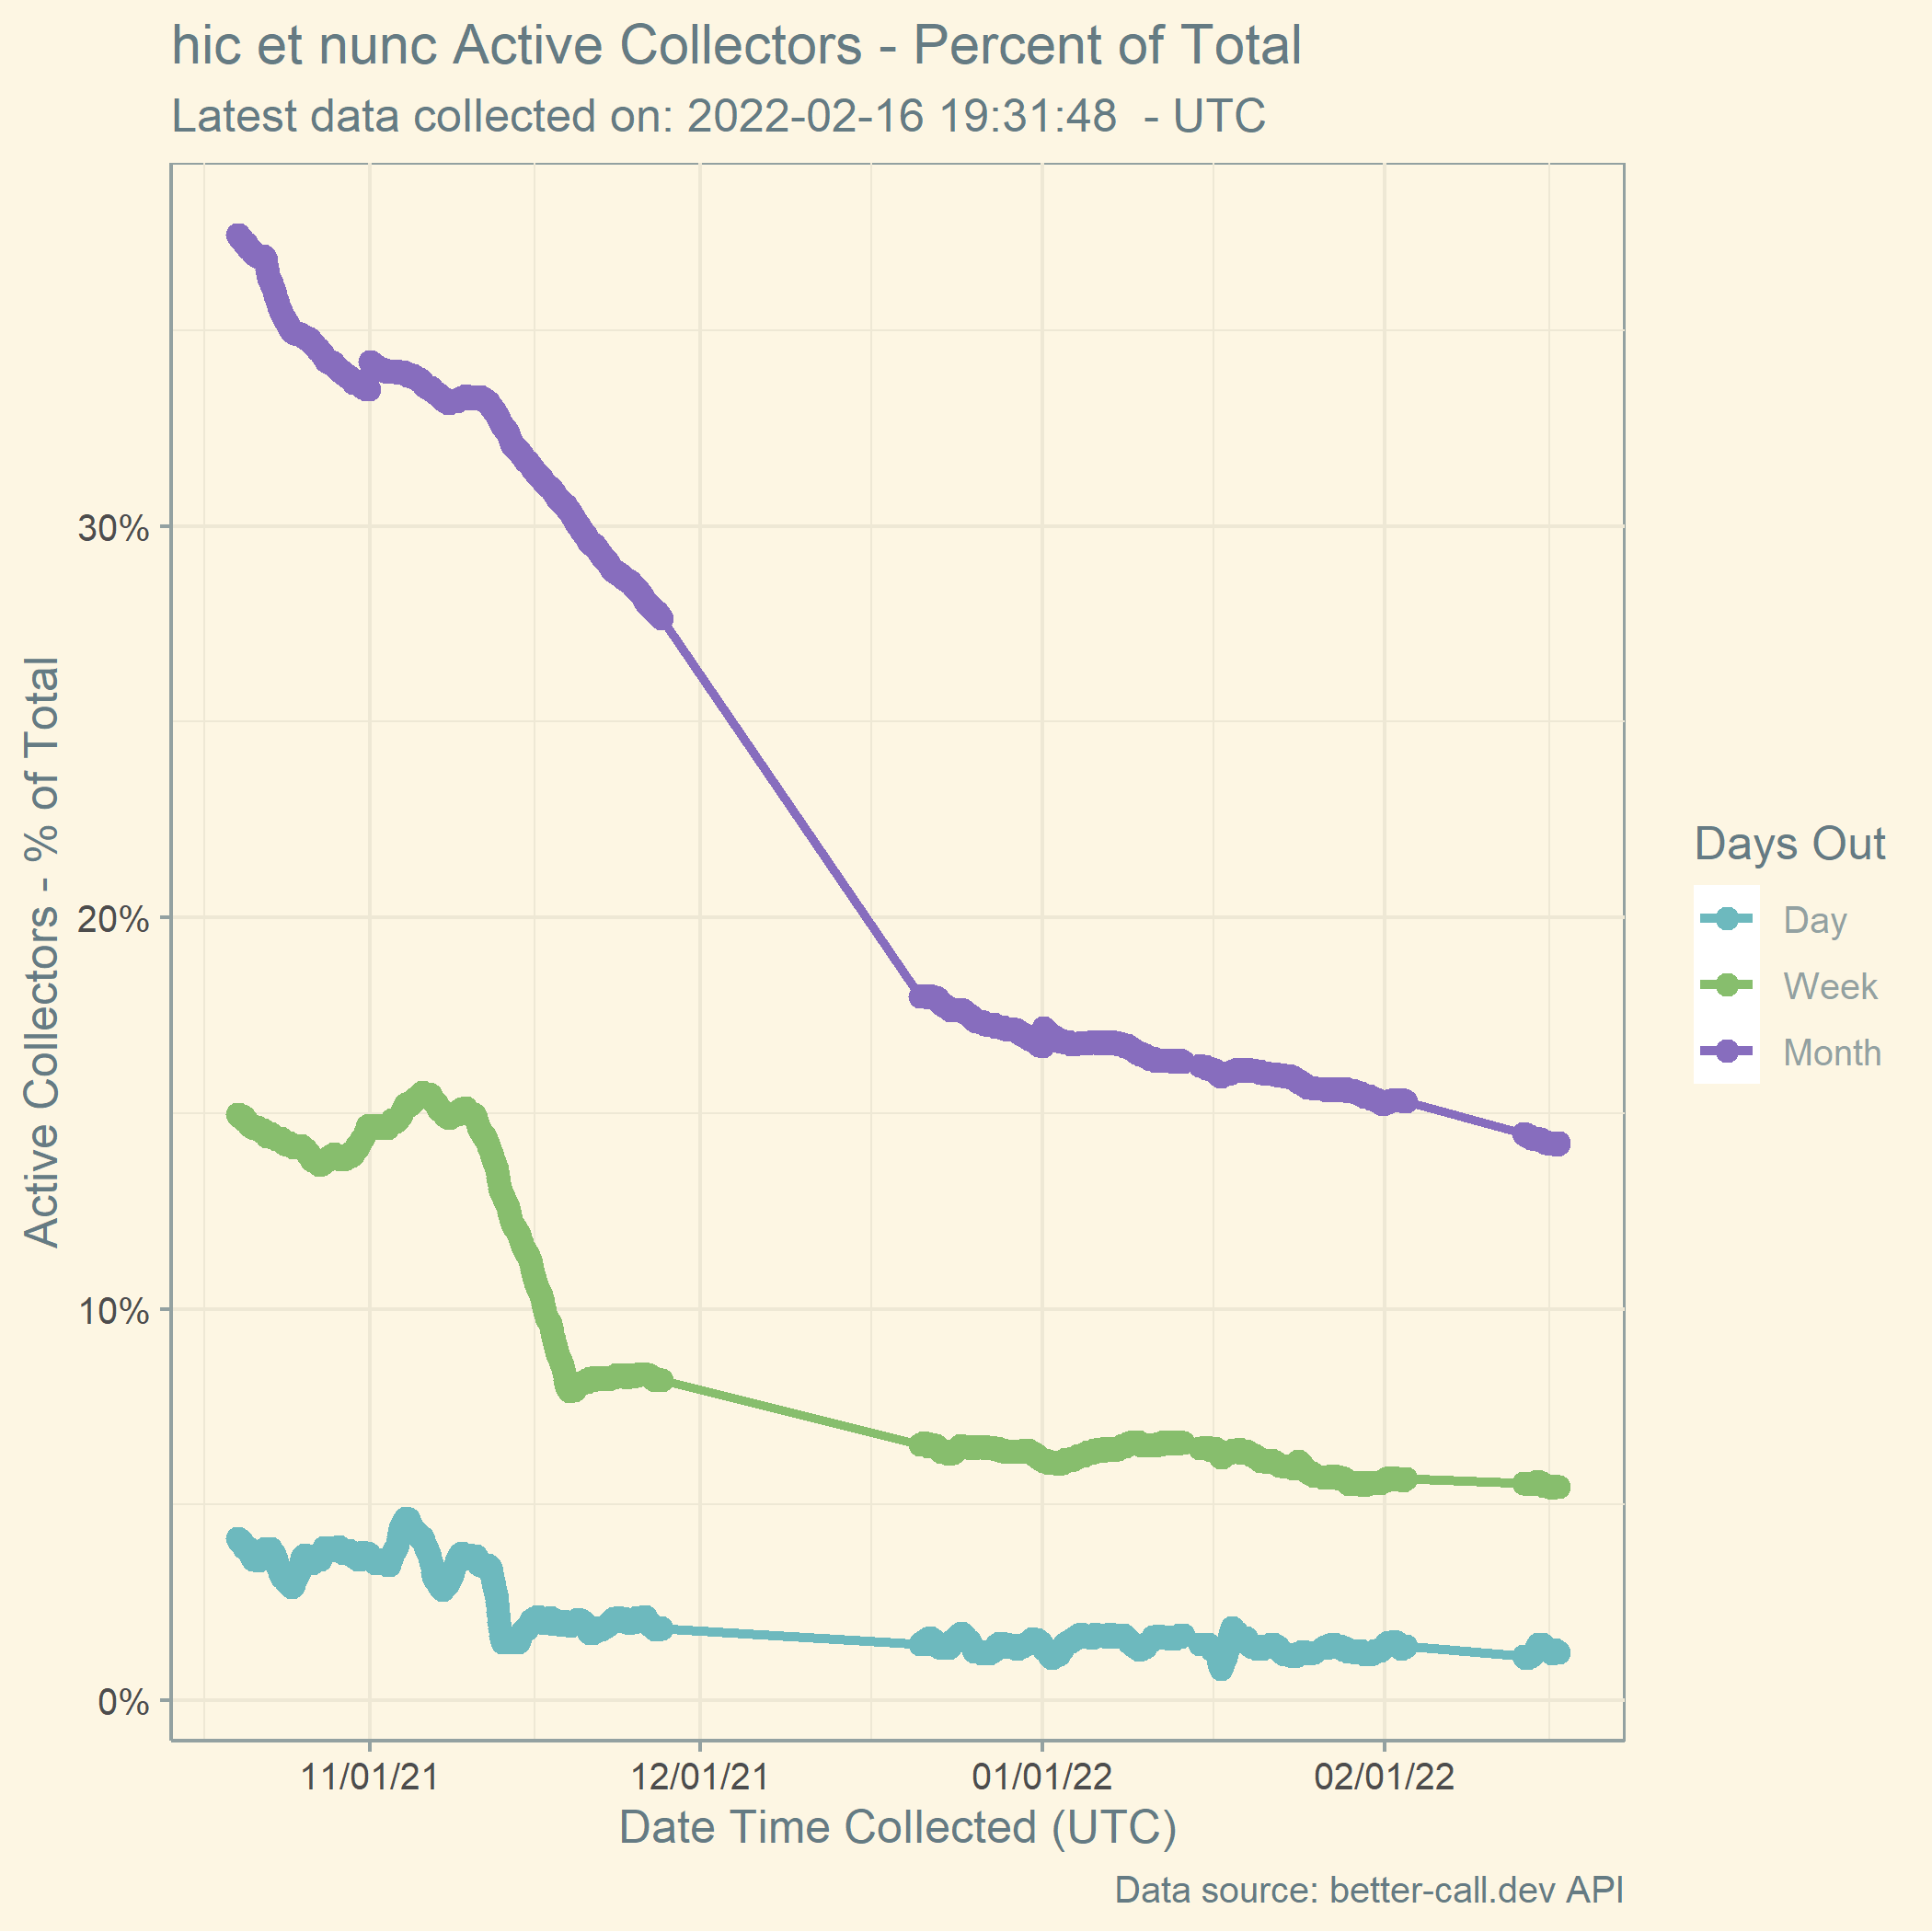 hic et nunc Active Collectors - Percent of Total
Latest data collected on: 2022-02-16 19:31:48  - UTC
Active Collectors - % of Total
30%
20%
10%
0%
11/01/21
12/01/21
01/01/22
02/01/22
Date Time Collected (UTC)
Days Out
Day
Week
Month
Data source: better-call.dev API